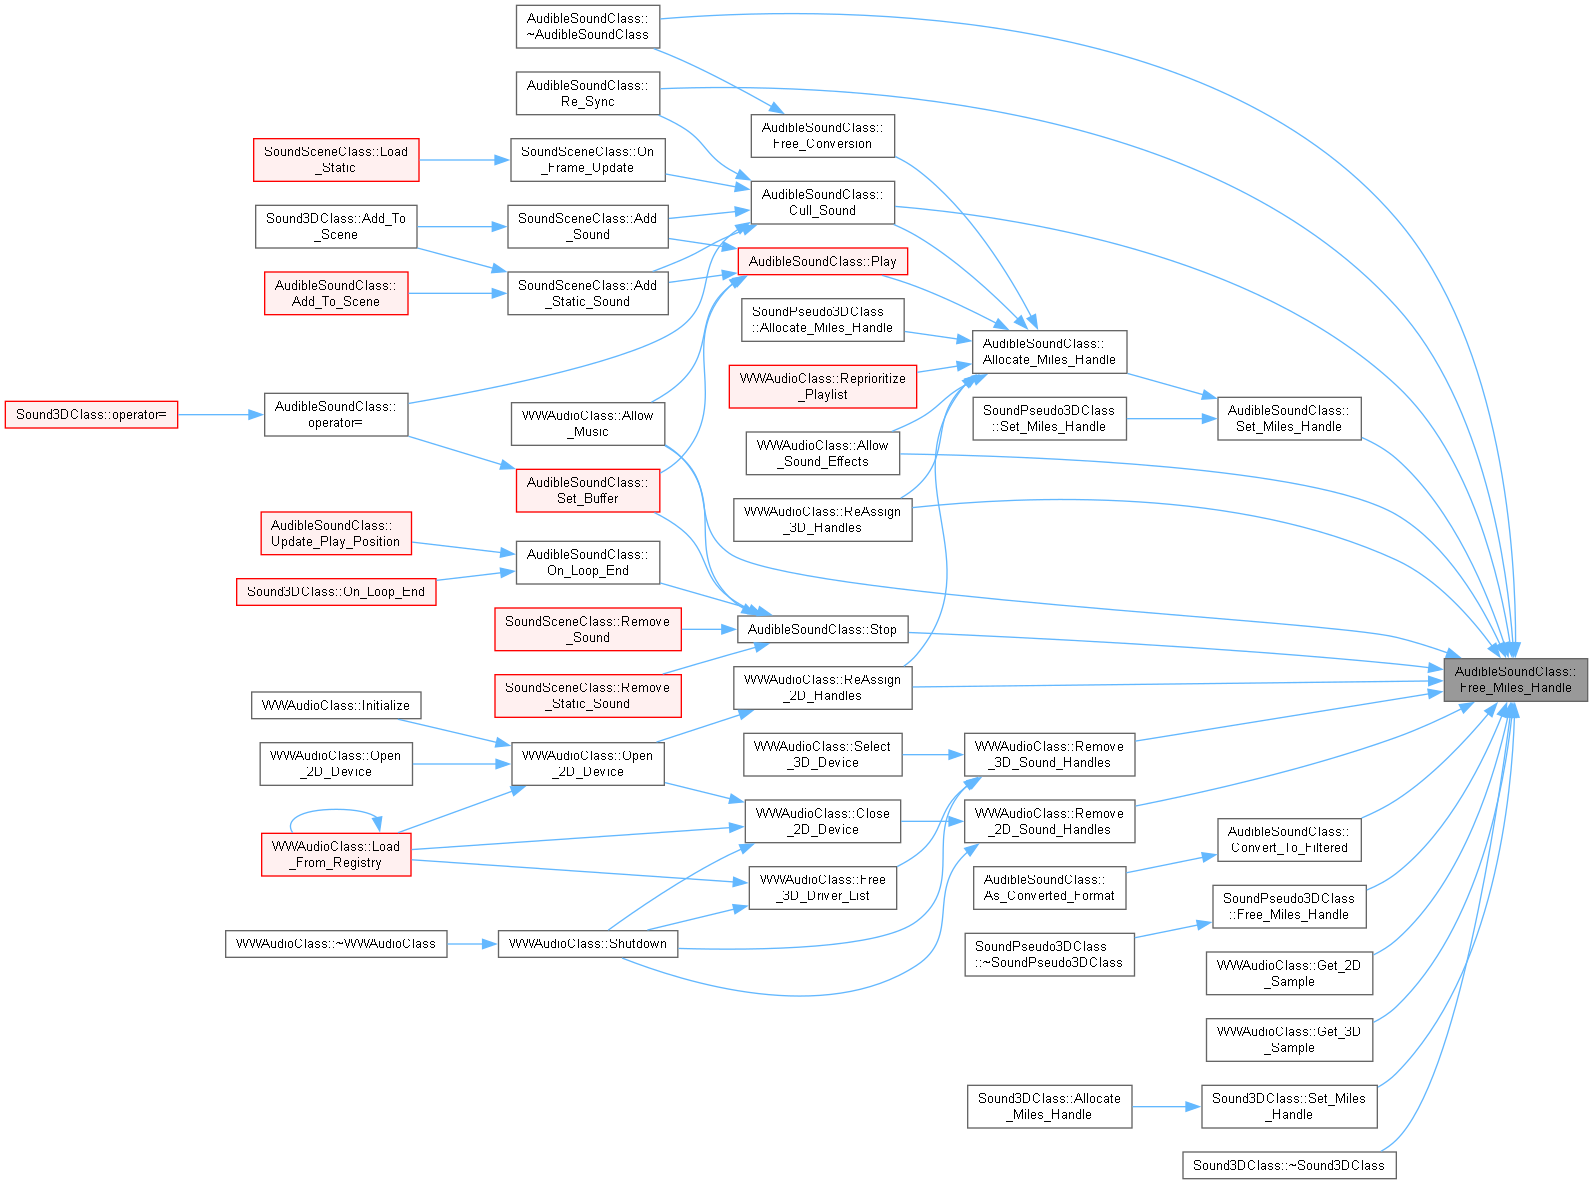 AudibleSoundClass::
~AudibleSoundClass
AudibleSoundClass::
Re_Sync
AudibleSoundClass::
Free_Conversion
SoundSceneClass::Load
_Static
SoundSceneClass::On
_Frame_Update
AudibleSoundClass::
Cull_Sound
Sound3DClass::Add_To
_Scene
SoundSceneClass::Add
_Sound
AudibleSoundClass::Play
AudibleSoundClass::
Add_To_Scene
SoundSceneClass::Add
_Static_Sound
SoundPseudo3DClass
::Allocate_Miles_Handle
AudibleSoundClass::
Allocate_Miles_Handle
WWAudioClass::Reprioritize
_Playlist
Sound3DClass::operator=
AudibleSoundClass::
operator=
WWAudioClass::Allow
_Music
SoundPseudo3DClass
::Set_Miles_Handle
AudibleSoundClass::
Set_Miles_Handle
WWAudioClass::Allow
_Sound_Effects
AudibleSoundClass::
Set_Buffer
WWAudioClass::ReAssign
_3D_Handles
AudibleSoundClass::
Update_Play_Position
AudibleSoundClass::
On_Loop_End
Sound3DClass::On_Loop_End
SoundSceneClass::Remove
_Sound
AudibleSoundClass::Stop
SoundSceneClass::Remove
_Static_Sound
WWAudioClass::ReAssign
_2D_Handles
AudibleSoundClass::
Free_Miles_Handle
WWAudioClass::Initialize
WWAudioClass::Open
_2D_Device
WWAudioClass::Open
_2D_Device
WWAudioClass::Select
_3D_Device
WWAudioClass::Remove
_3D_Sound_Handles
WWAudioClass::Close
_2D_Device
WWAudioClass::Remove
_2D_Sound_Handles
WWAudioClass::Load
_From_Registry
AudibleSoundClass::
Convert_To_Filtered
WWAudioClass::Free
_3D_Driver_List
AudibleSoundClass::
As_Converted_Format
SoundPseudo3DClass
::Free_Miles_Handle
WWAudioClass::~WWAudioClass
WWAudioClass::Shutdown
SoundPseudo3DClass
::~SoundPseudo3DClass
WWAudioClass::Get_2D
_Sample
WWAudioClass::Get_3D
_Sample
Sound3DClass::Allocate
_Miles_Handle
Sound3DClass::Set_Miles
_Handle
Sound3DClass::~Sound3DClass